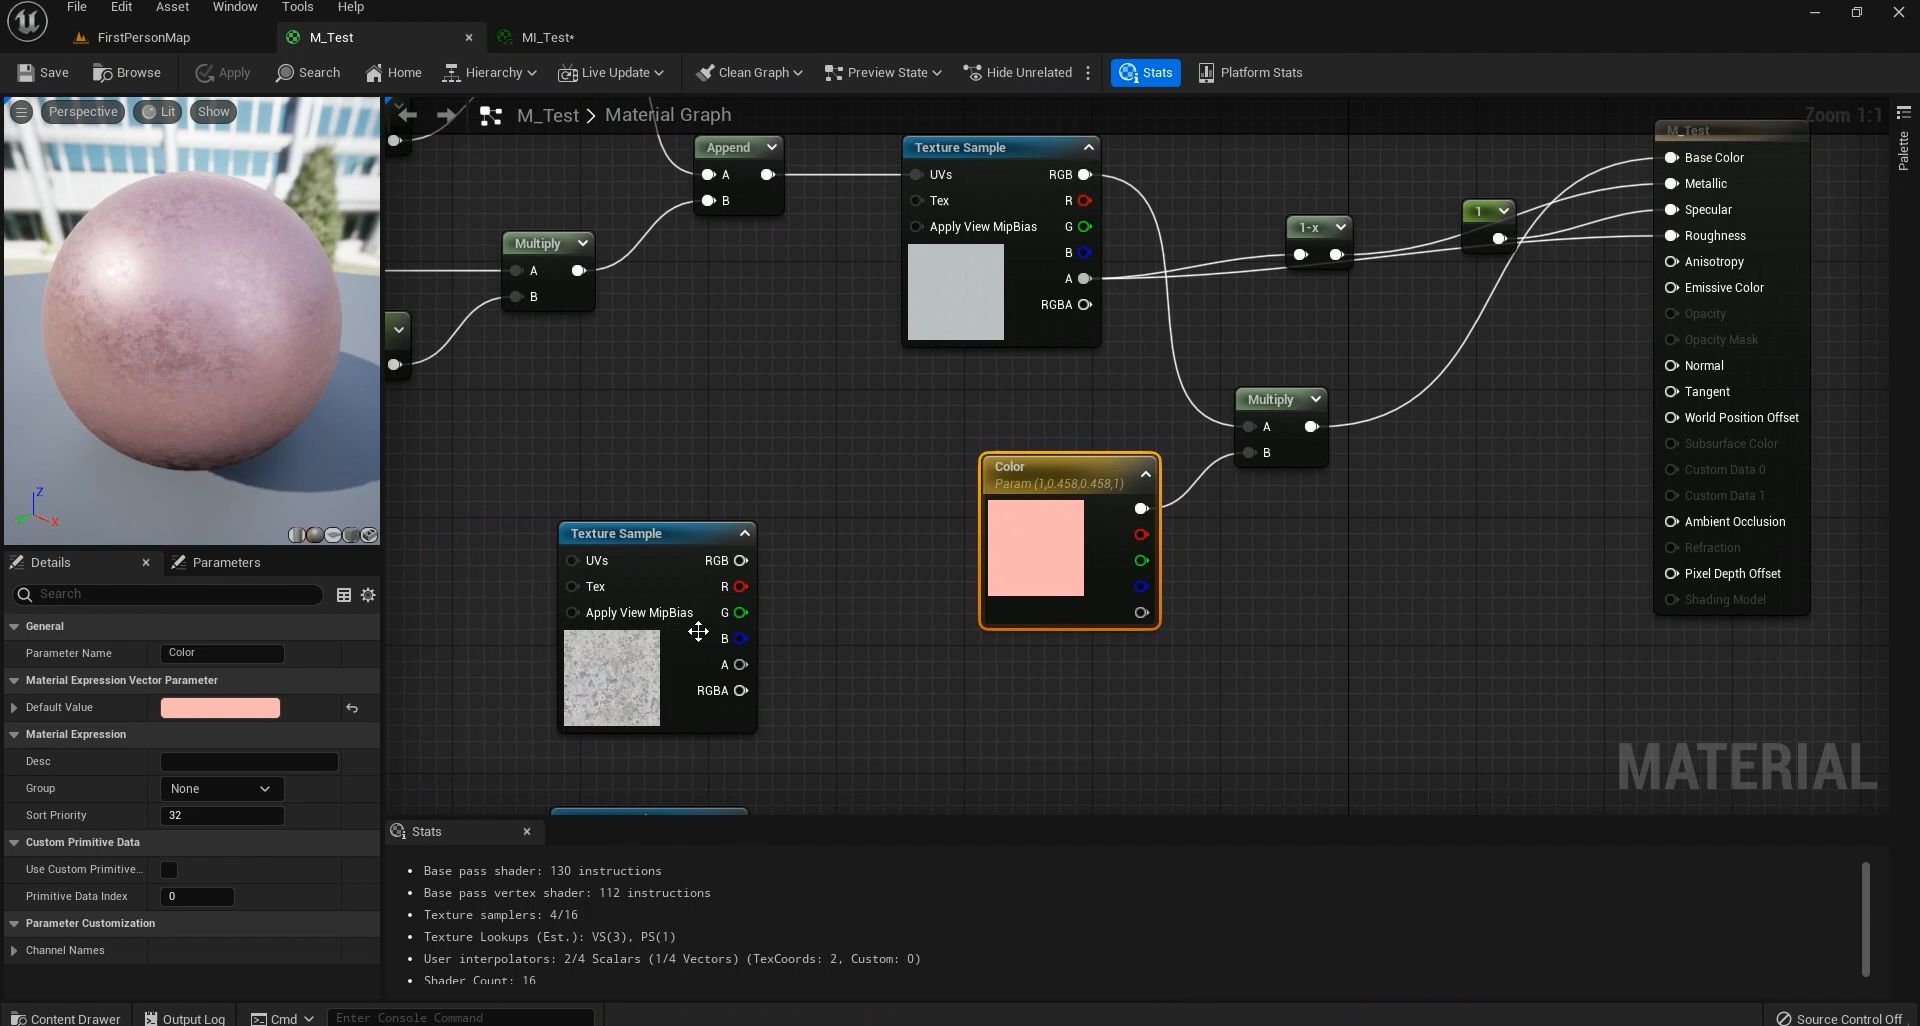 File Edit Asset Window Tools Help
FirstPersonMap M_Test MI_Test*
Save Browse Apply Search Home Hierarchy Live Update Clean Graph Preview State Hide Unrelated Stats Platform Stats
Perspective Lit Show
M_Test > Material Graph
Zoom 1:1
Palette
Append
A
B
Multiply
A
B
Texture Sample
UVs RGB
Tex R
Apply View MipBias G
B
A
RGBA
1-x
1
Multiply
A
B
Color
Param (1,0.458,0.458,1)
Texture Sample
UVs RGB
Tex R
Apply View MipBias G
B
A
RGBA
M_Test
Base Color
Metallic
Specular
Roughness
Anisotropy
Emissive Color
Opacity
Opacity Mask
Normal
Tangent
World Position Offset
Subsurface Color
Custom Data 0
Custom Data 1
Ambient Occlusion
Refraction
Pixel Depth Offset
Shading Model
MATERIAL
Z
X
Details Parameters
Search
General
Parameter Name Color
Material Expression Vector Parameter
Default Value
Material Expression
Desc
Group None
Sort Priority 32
Custom Primitive Data
Use Custom Primitive...
Primitive Data Index 0
Parameter Customization
Channel Names
Stats
Base pass shader: 130 instructions
Base pass vertex shader: 112 instructions
Texture samplers: 4/16
Texture Lookups (Est.): VS(3), PS(1)
User interpolators: 2/4 Scalars (1/4 Vectors) (TexCoords: 2, Custom: 0)
Shader Count: 16
Content Drawer Output Log Cmd Enter Console Command Source Control Off